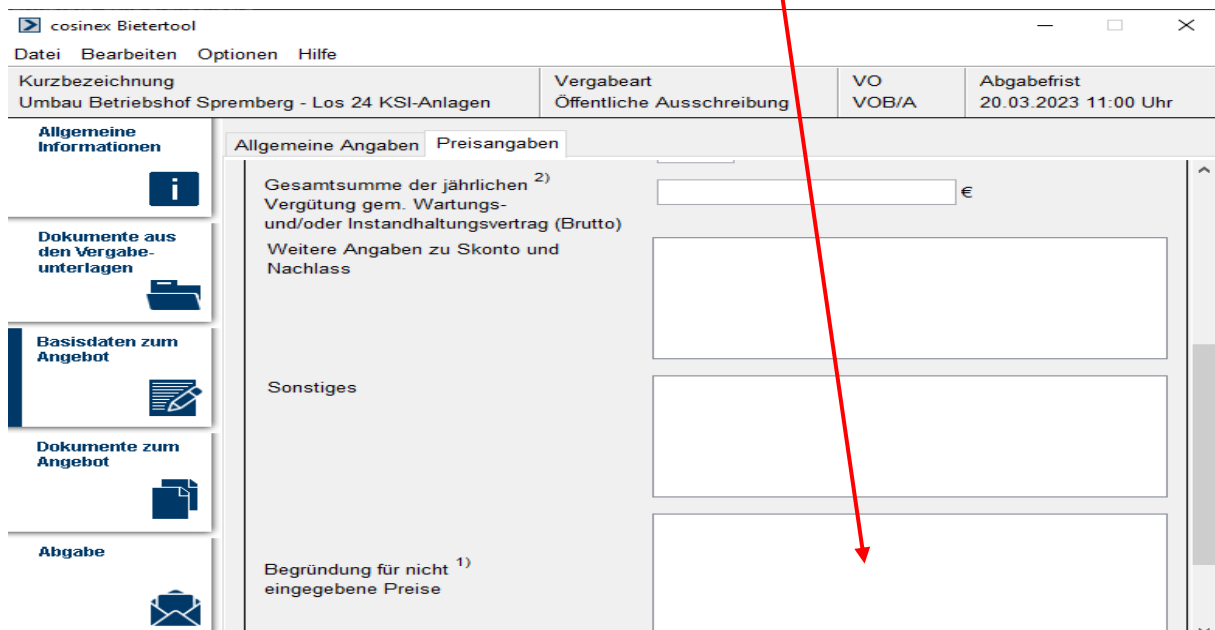 cosinex Bietertool
Datei Bearbeiten Optionen Hilfe
Kurzbezeichnung
Umbau Betriebshof Spremberg - Los 24 KSI-Anlagen
Vergabeart
Öffentliche Ausschreibung
VO
VOB/A
Abgabefrist
20.03.2023 11:00 Uhr
Allgemeine
Informationen
Dokumente aus
den Vergabe-
unterlagen
Basisdaten zum
Angebot
Dokumente zum
Angebot
Abgabe
Allgemeine Angaben Preisangaben
Gesamtsumme der jährlichen 2)
Vergütung gem. Wartungs-
und/oder Instandhaltungsvertrag (Brutto)
€
Weitere Angaben zu Skonto und
Nachlass
Sonstiges
Begründung für nicht 1)
eingegebene Preise